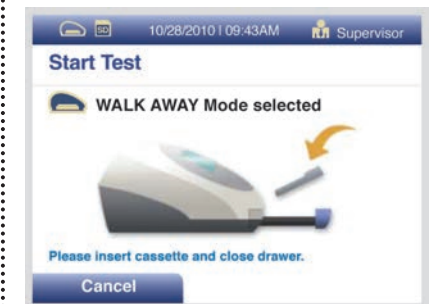 SD 10/28/2010 | 09:43AM Supervisor
Start Test
WALK AWAY Mode selected
Please insert cassette and close drawer.
Cancel